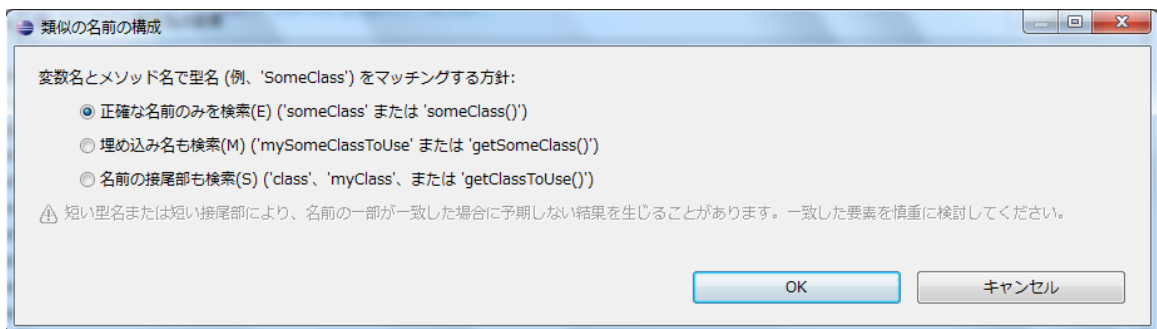 類似の名前の構成
変数名とメソッド名で型名 (例、'SomeClass') をマッチングする方針:
正確な名前のみを検索(E) ('someClass' または 'someClass()')
埋め込み名も検索(M) ('mySomeClassToUse' または 'getSomeClass()')
名前の接尾部も検索(S) ('class'、'myClass'、または 'getClassToUse()')
短い型名または短い接尾部により、名前の一部が一致した場合に予期しない結果を生じることがあります。一致した要素を慎重に検討してください。
OK
キャンセル